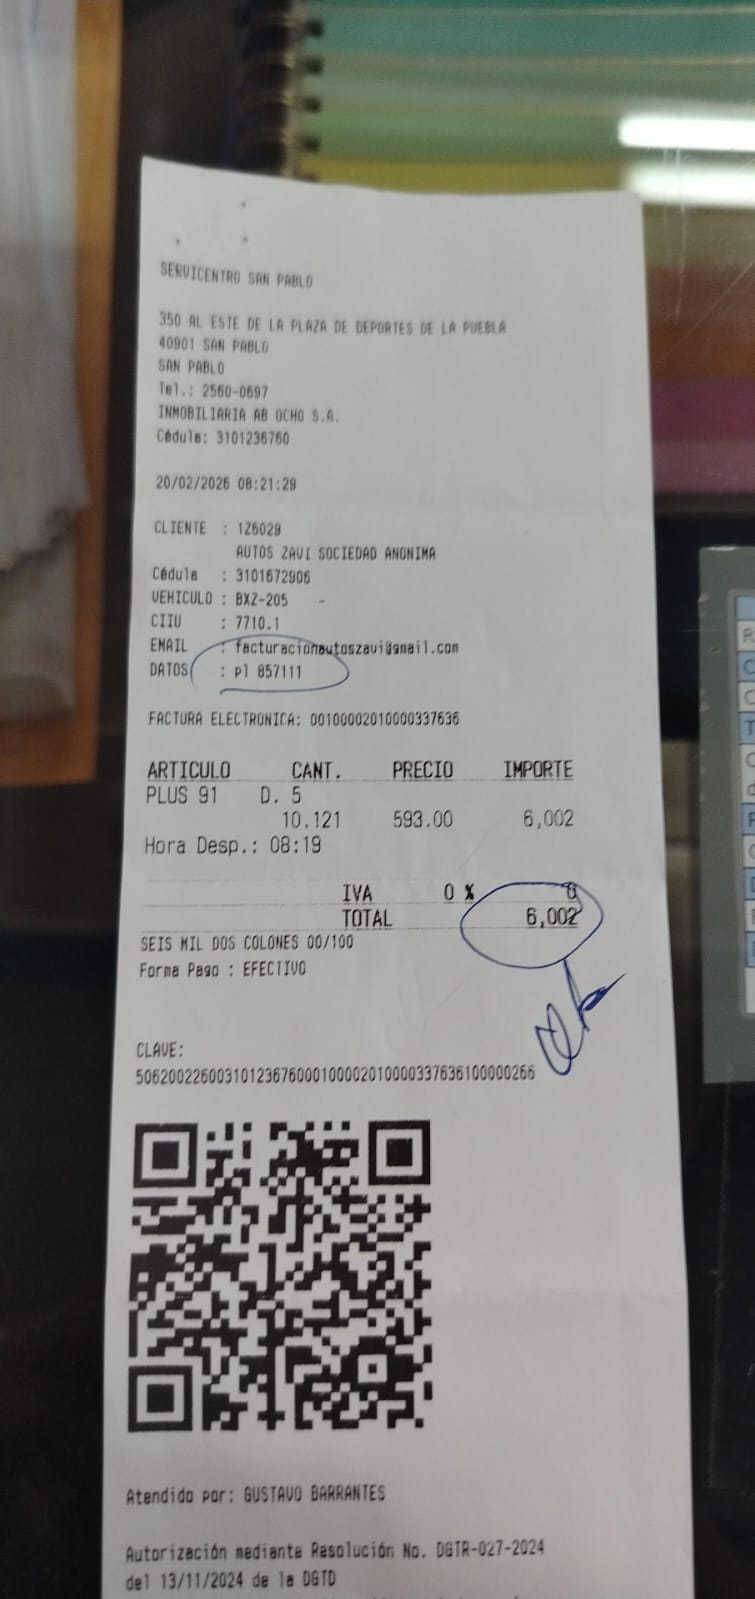 SERVICENTRO SAN PABLO
350 AL ESTE DE LA PLAZA DE DEPORTES DE LA PUEBLA
40901 SAN PABLO
SAN PABLO
Tel.: 2560-0697
INMOBILIARIA AB OCHO S.A.
Cédula: 3101236760
20/02/2026 08:21:29
CLIENTE : 126029
AUTOS ZAVI SOCIEDAD ANONIMA
Cédula : 3101672906
VEHICULO : BXZ-205 -
CIIU : 7710.1
EMAIL : facturacionautoszavi@gmail.com
DATOS : pl 857111
FACTURA ELECTRONICA: 00100002010000337636
ARTICULO CANT. PRECIO IMPORTE
PLUS 91 D. 5
10.121 593.00 6,002
Hora Desp.: 08:19
IVA 0 % 0
TOTAL 6,002
SEIS MIL DOS COLONES 00/100
Forma Pago : EFECTIVO
CLAVE:
50620022600310123676000100002010000337636100000266
Atendido por: GUSTAVO BARRANTES
Autorización mediante Resolución No. DGTR-027-2024
del 13/11/2024 de la DGTD